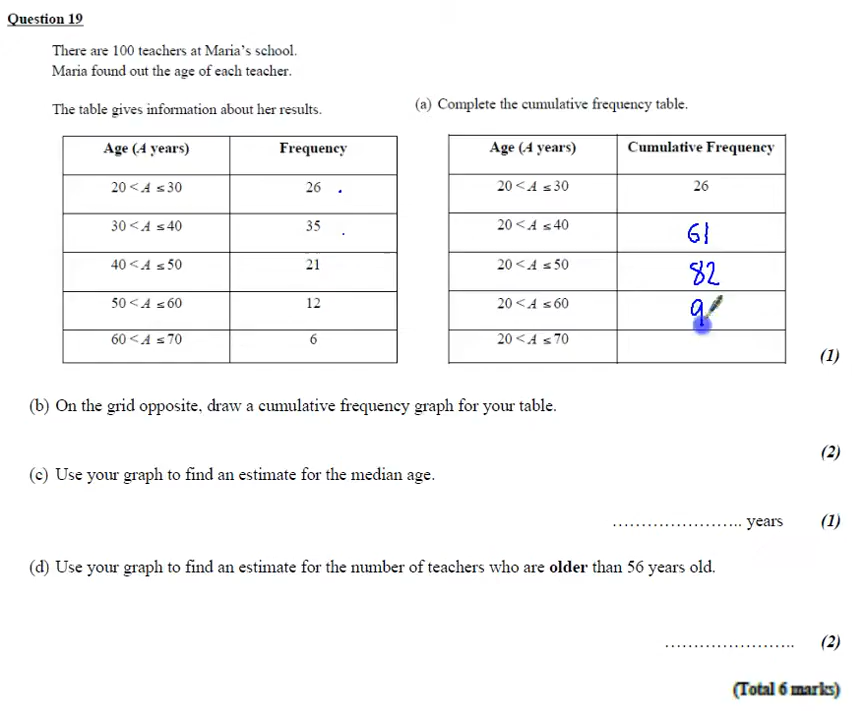 Question 19
There are 100 teachers at Maria's school.
Maria found out the age of each teacher.
The table gives information about her results.
Age (A years) Frequency
20 < A ≤ 30 26
30 < A ≤ 40 35
40 < A ≤ 50 21
50 < A ≤ 60 12
60 < A ≤ 70 6
(a) Complete the cumulative frequency table.
Age (A years) Cumulative Frequency
20 < A ≤ 30 26
20 < A ≤ 40 61
20 < A ≤ 50 82
20 < A ≤ 60 9
20 < A ≤ 70
(1)
(b) On the grid opposite, draw a cumulative frequency graph for your table.
(2)
(c) Use your graph to find an estimate for the median age.
........................ years (1)
(d) Use your graph to find an estimate for the number of teachers who are older than 56 years old.
........................ (2)
(Total 6 marks)